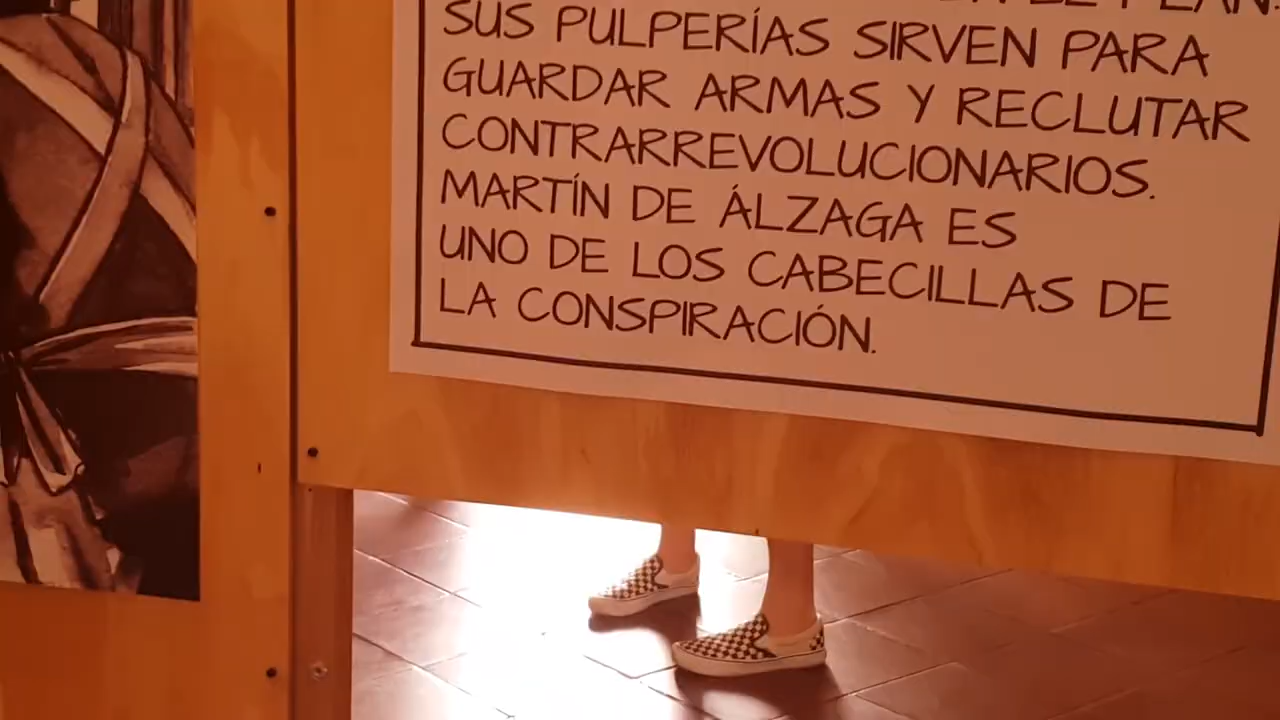 SUS PULPERÍAS SIRVEN PARA
GUARDAR ARMAS Y RECLUTAR
CONTRARREVOLUCIONARIOS.
MARTÍN DE ÁLZAGA ES
UNO DE LOS CABECILLAS DE
LA CONSPIRACIÓN.